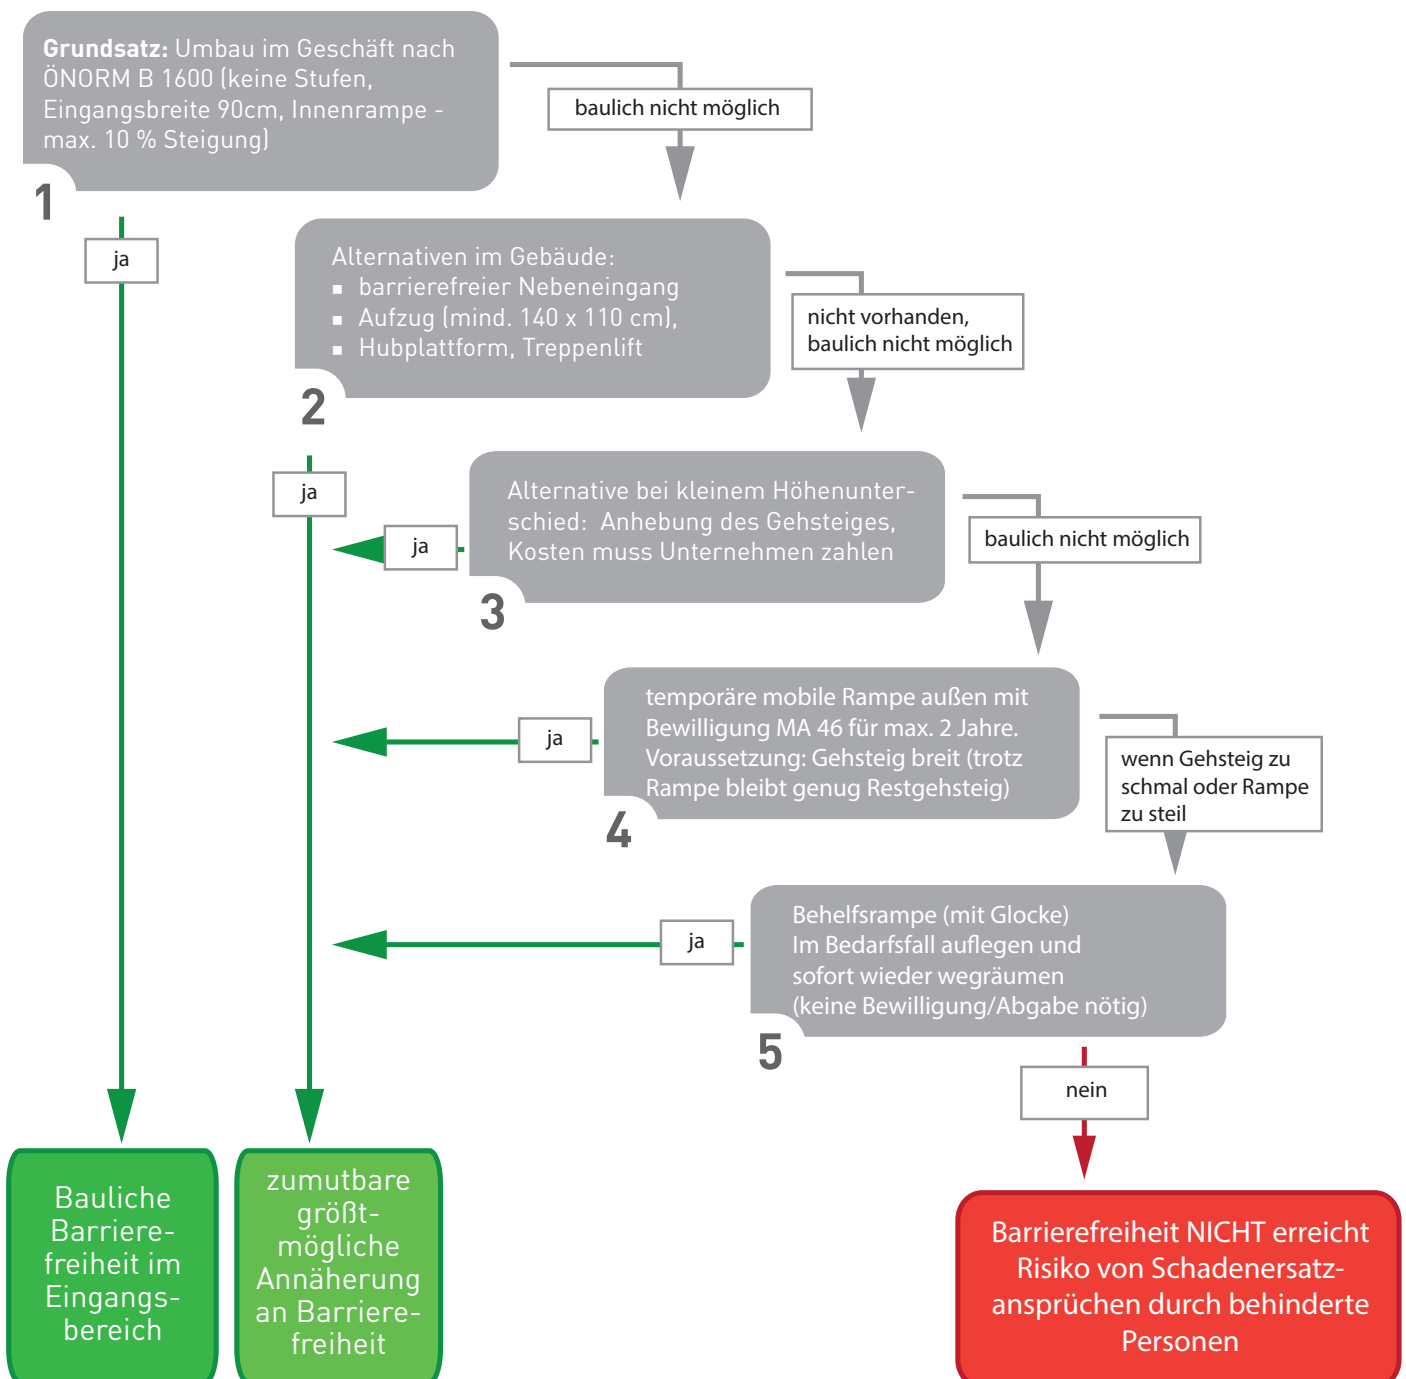 Grundsatz: Umbau im Geschäft nach
ÖNORM B 1600 (keine Stufen,
Eingangsbreite 90cm, Innenrampe -
max. 10 % Steigung)
1
baulich nicht möglich
ja
Alternativen im Gebäude:
▪ barrierefreier Nebeneingang
▪ Aufzug (mind. 140 x 110 cm),
▪ Hubplattform, Treppenlift
2
nicht vorhanden,
baulich nicht möglich
ja
Alternative bei kleinem Höhenunter-
schied: Anhebung des Gehsteiges,
Kosten muss Unternehmen zahlen
3
ja
baulich nicht möglich
temporäre mobile Rampe außen mit
Bewilligung MA 46 für max. 2 Jahre.
Voraussetzung: Gehsteig breit (trotz
Rampe bleibt genug Restgehsteig)
4
ja
wenn Gehsteig zu
schmal oder Rampe
zu steil
Behelfsrampe (mit Glocke)
Im Bedarfsfall auflegen und
sofort wieder wegräumen
(keine Bewilligung/Abgabe nötig)
5
ja
nein
Bauliche
Barriere-
freiheit im
Eingangs-
bereich
zumutbare
größt-
mögliche
Annäherung
an Barriere-
freiheit
Barrierefreiheit NICHT erreicht
Risiko von Schadenersatz-
ansprüchen durch behinderte
Personen